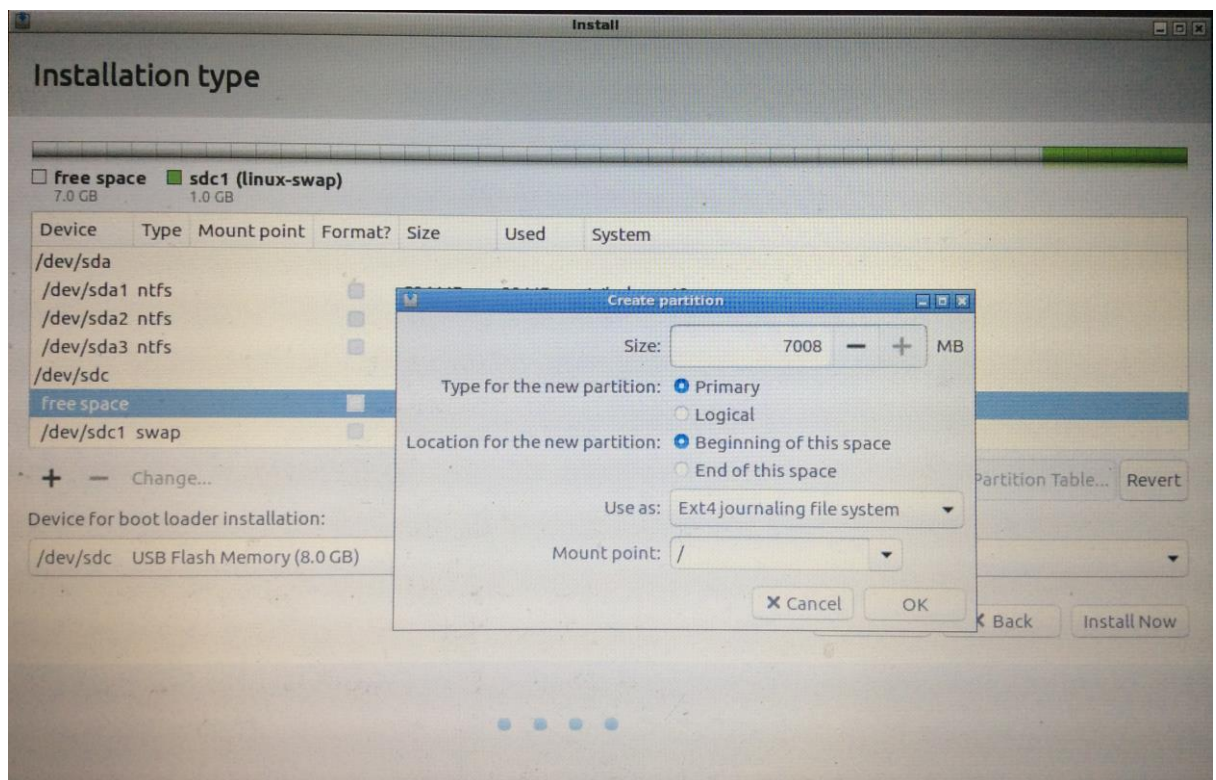 Install
Installation type
free space sdc1 (linux-swap)
7.0 GB 1.0 GB
Device Type Mount point Format? Size Used System
/dev/sda
/dev/sda1 ntfs
/dev/sda2 ntfs
/dev/sda3 ntfs
/dev/sdc
free space
/dev/sdc1 swap
+ − Change...
Partition Table... Revert
Device for boot loader installation:
/dev/sdc USB Flash Memory (8.0 GB)
Back Install Now
Create partition
Size: 7008 − + MB
Type for the new partition: Primary
Logical
Location for the new partition: Beginning of this space
End of this space
Use as: Ext4 journaling file system
Mount point: /
Cancel OK